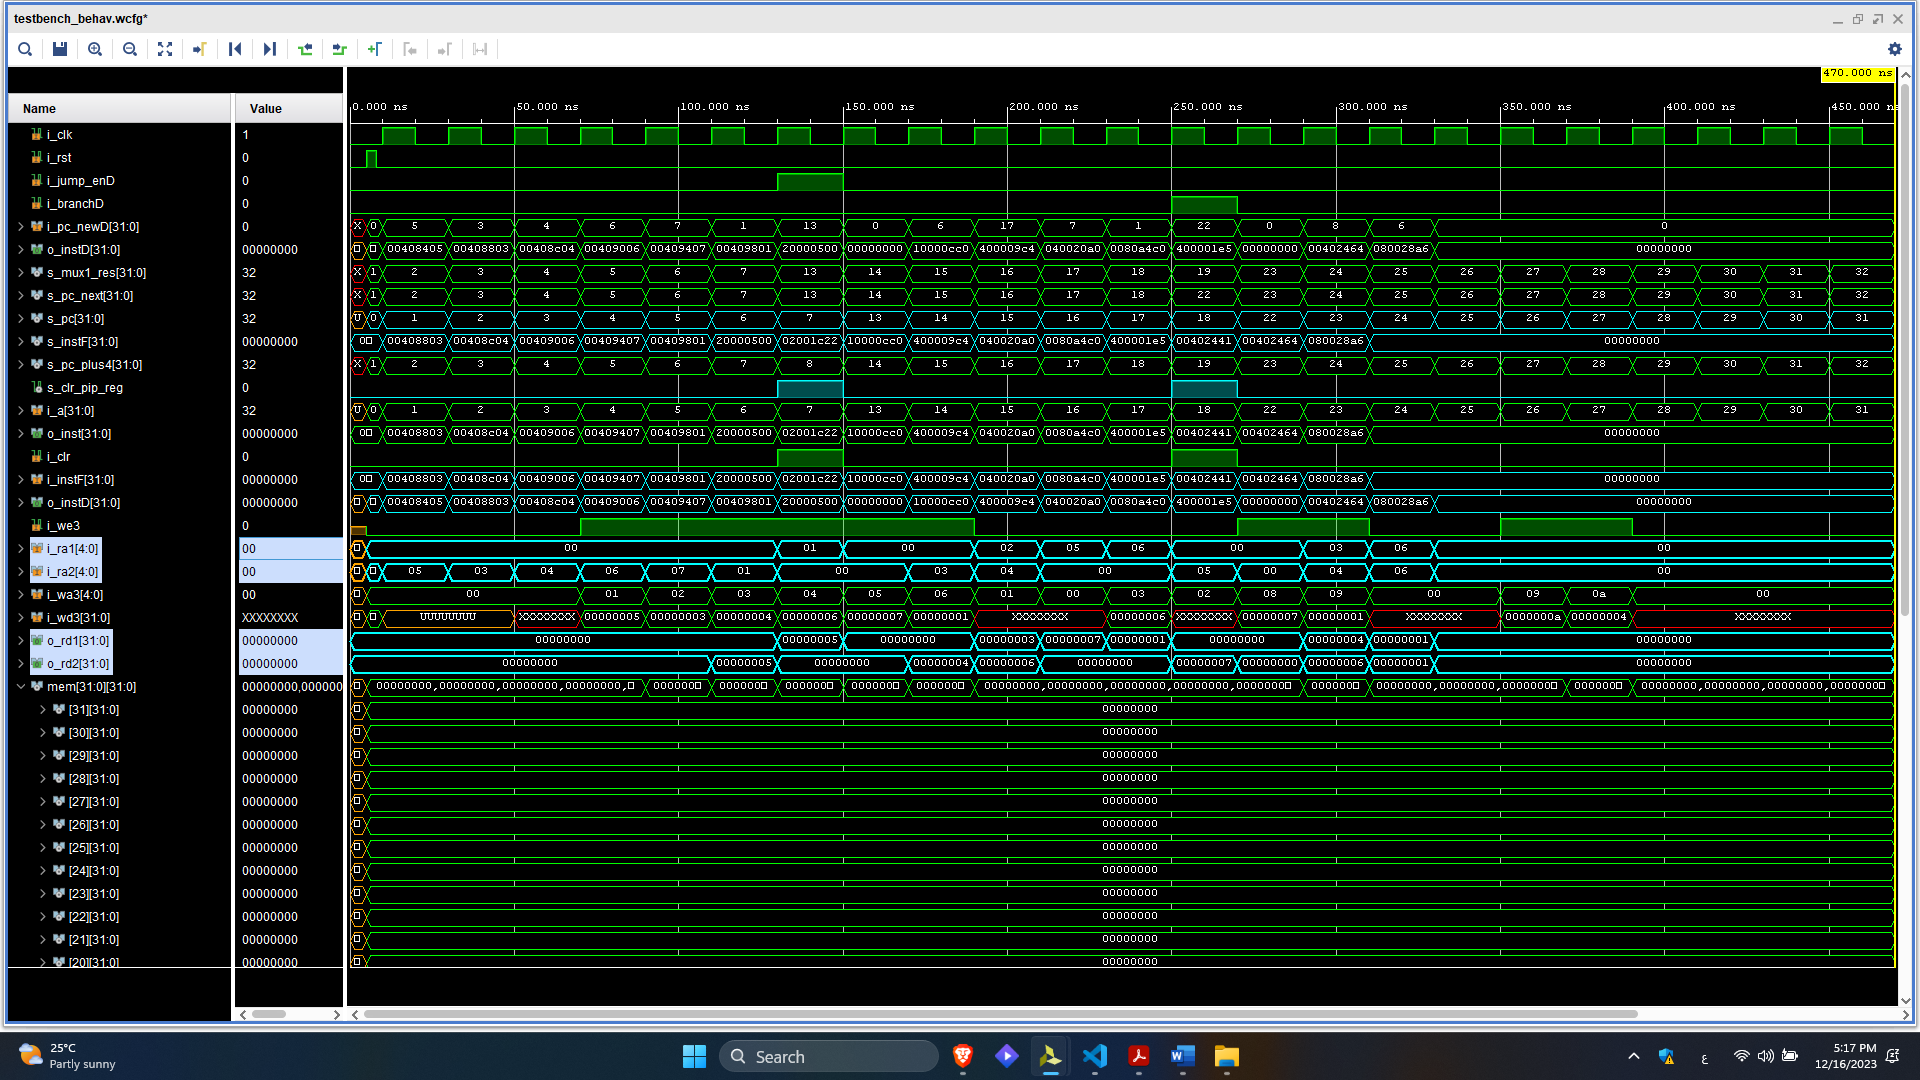 testbench_behav.wcfg*
470.000 ns
Name Value
0.000 ns 50.000 ns 100.000 ns 150.000 ns 200.000 ns 250.000 ns 300.000 ns 350.000 ns 400.000 ns 450.000 n
i_clk 1
i_rst 0
i_jump_enD 0
i_branchD 0
i_pc_newD[31:0] 0 X 0 5 3 4 6 7 1 13 0 6 17 7 1 22 0 8 6 0
o_instD[31:0] 00000000 00408405 00408803 00408c04 00409006 00409407 00409801 20000500 00000000 10000cc0 400009c4 040020a0 0080a4c0 400001e5 00000000 00402464 080028a6 00000000
s_mux1_res[31:0] 32 X 1 2 3 4 5 6 7 13 14 15 16 17 18 19 23 24 25 26 27 28 29 30 31 32
s_pc_next[31:0] 32 X 1 2 3 4 5 6 7 13 14 15 16 17 18 22 23 24 25 26 27 28 29 30 31 32
s_pc[31:0] 32 U 0 1 2 3 4 5 6 7 13 14 15 16 17 18 22 23 24 25 26 27 28 29 30 31
s_instF[31:0] 00000000 0 00408803 00408c04 00409006 00409407 00409801 20000500 02001c22 10000cc0 400009c4 040020a0 0080a4c0 400001e5 00402441 00402464 080028a6 00000000
s_pc_plus4[31:0] 32 X 1 2 3 4 5 6 7 8 14 15 16 17 18 19 23 24 25 26 27 28 29 30 31 32
s_clr_pip_reg 0
i_a[31:0] 32 U 0 1 2 3 4 5 6 7 13 14 15 16 17 18 22 23 24 25 26 27 28 29 30 31
o_inst[31:0] 00000000 0 00408803 00408c04 00409006 00409407 00409801 20000500 02001c22 10000cc0 400009c4 040020a0 0080a4c0 400001e5 00402441 00402464 080028a6 00000000
i_clr 0
i_instF[31:0] 00000000 0 00408803 00408c04 00409006 00409407 00409801 20000500 02001c22 10000cc0 400009c4 040020a0 0080a4c0 400001e5 00402441 00402464 080028a6 00000000
o_instD[31:0] 00000000 00408405 00408803 00408c04 00409006 00409407 00409801 20000500 00000000 10000cc0 400009c4 040020a0 0080a4c0 400001e5 00000000 00402464 080028a6 00000000
i_we3 0
i_ra1[4:0] 00 00 01 00 02 05 06 00 03 06 00
i_ra2[4:0] 00 05 03 04 06 07 01 00 03 04 00 05 00 04 06 00
i_wa3[4:0] 00 00 01 02 03 04 05 06 01 00 03 02 08 09 00 09 0a 00
i_wd3[31:0] XXXXXXXX UUUUUUUU XXXXXXXX 00000005 00000003 00000004 00000006 00000007 00000001 XXXXXXXX 00000006 XXXXXXXX 00000007 00000001 XXXXXXXX 0000000a 00000004 XXXXXXXX
o_rd1[31:0] 00000000 00000000 00000005 00000000 00000003 00000007 00000001 00000000 00000004 00000001 00000000
o_rd2[31:0] 00000000 00000000 00000005 00000000 00000004 00000006 00000000 00000007 00000000 00000006 00000001 00000000
mem[31:0][31:0] 00000000,000000 00000000,00000000,00000000,00000000, 0000000 0000000 0000000 0000000 0000000 00000000,00000000,00000000,00000000,0000000 0000000 00000000,00000000,0000000 0000000 00000000,00000000,00000000,0000000
[31][31:0] 00000000 00000000
[30][31:0] 00000000 00000000
[29][31:0] 00000000 00000000
[28][31:0] 00000000 00000000
[27][31:0] 00000000 00000000
[26][31:0] 00000000 00000000
[25][31:0] 00000000 00000000
[24][31:0] 00000000 00000000
[23][31:0] 00000000 00000000
[22][31:0] 00000000 00000000
[21][31:0] 00000000 00000000
[20][31:0] 00000000 00000000
25°C
Partly sunny
Search
ع
5:17 PM
12/16/2023